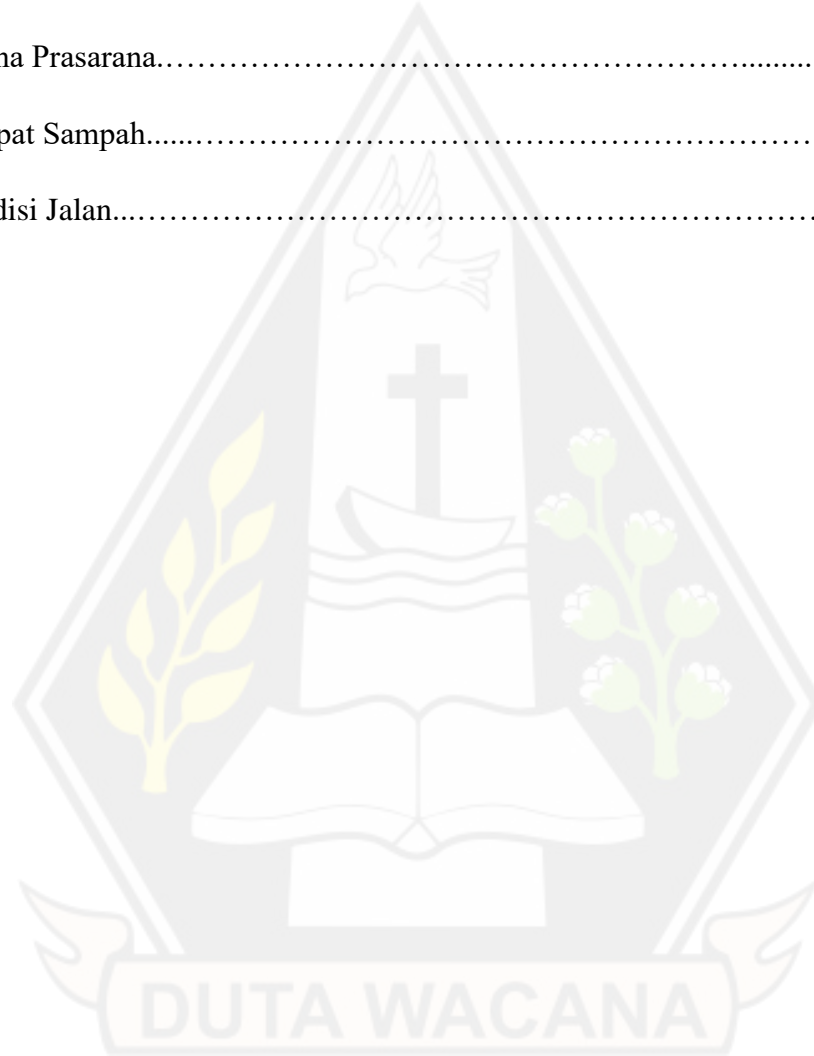 na Prasarana.……………………………………………….........
pat Sampah......………………………………………………………
disi Jalan...…………………………………………………………
DUTA WACANA